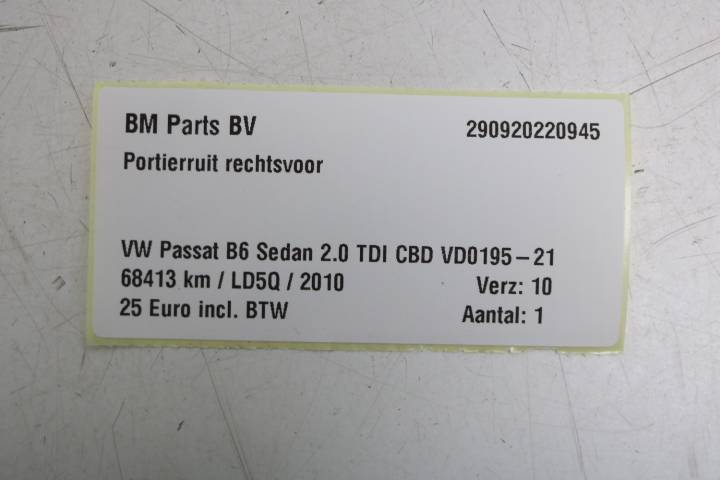 BM Parts BV 290920220945
Portierruit rechtsvoor
VW Passat B6 Sedan 2.0 TDI CBD VD0195-21
68413 km / LD5Q / 2010 Verz: 10
25 Euro incl. BTW Aantal: 1